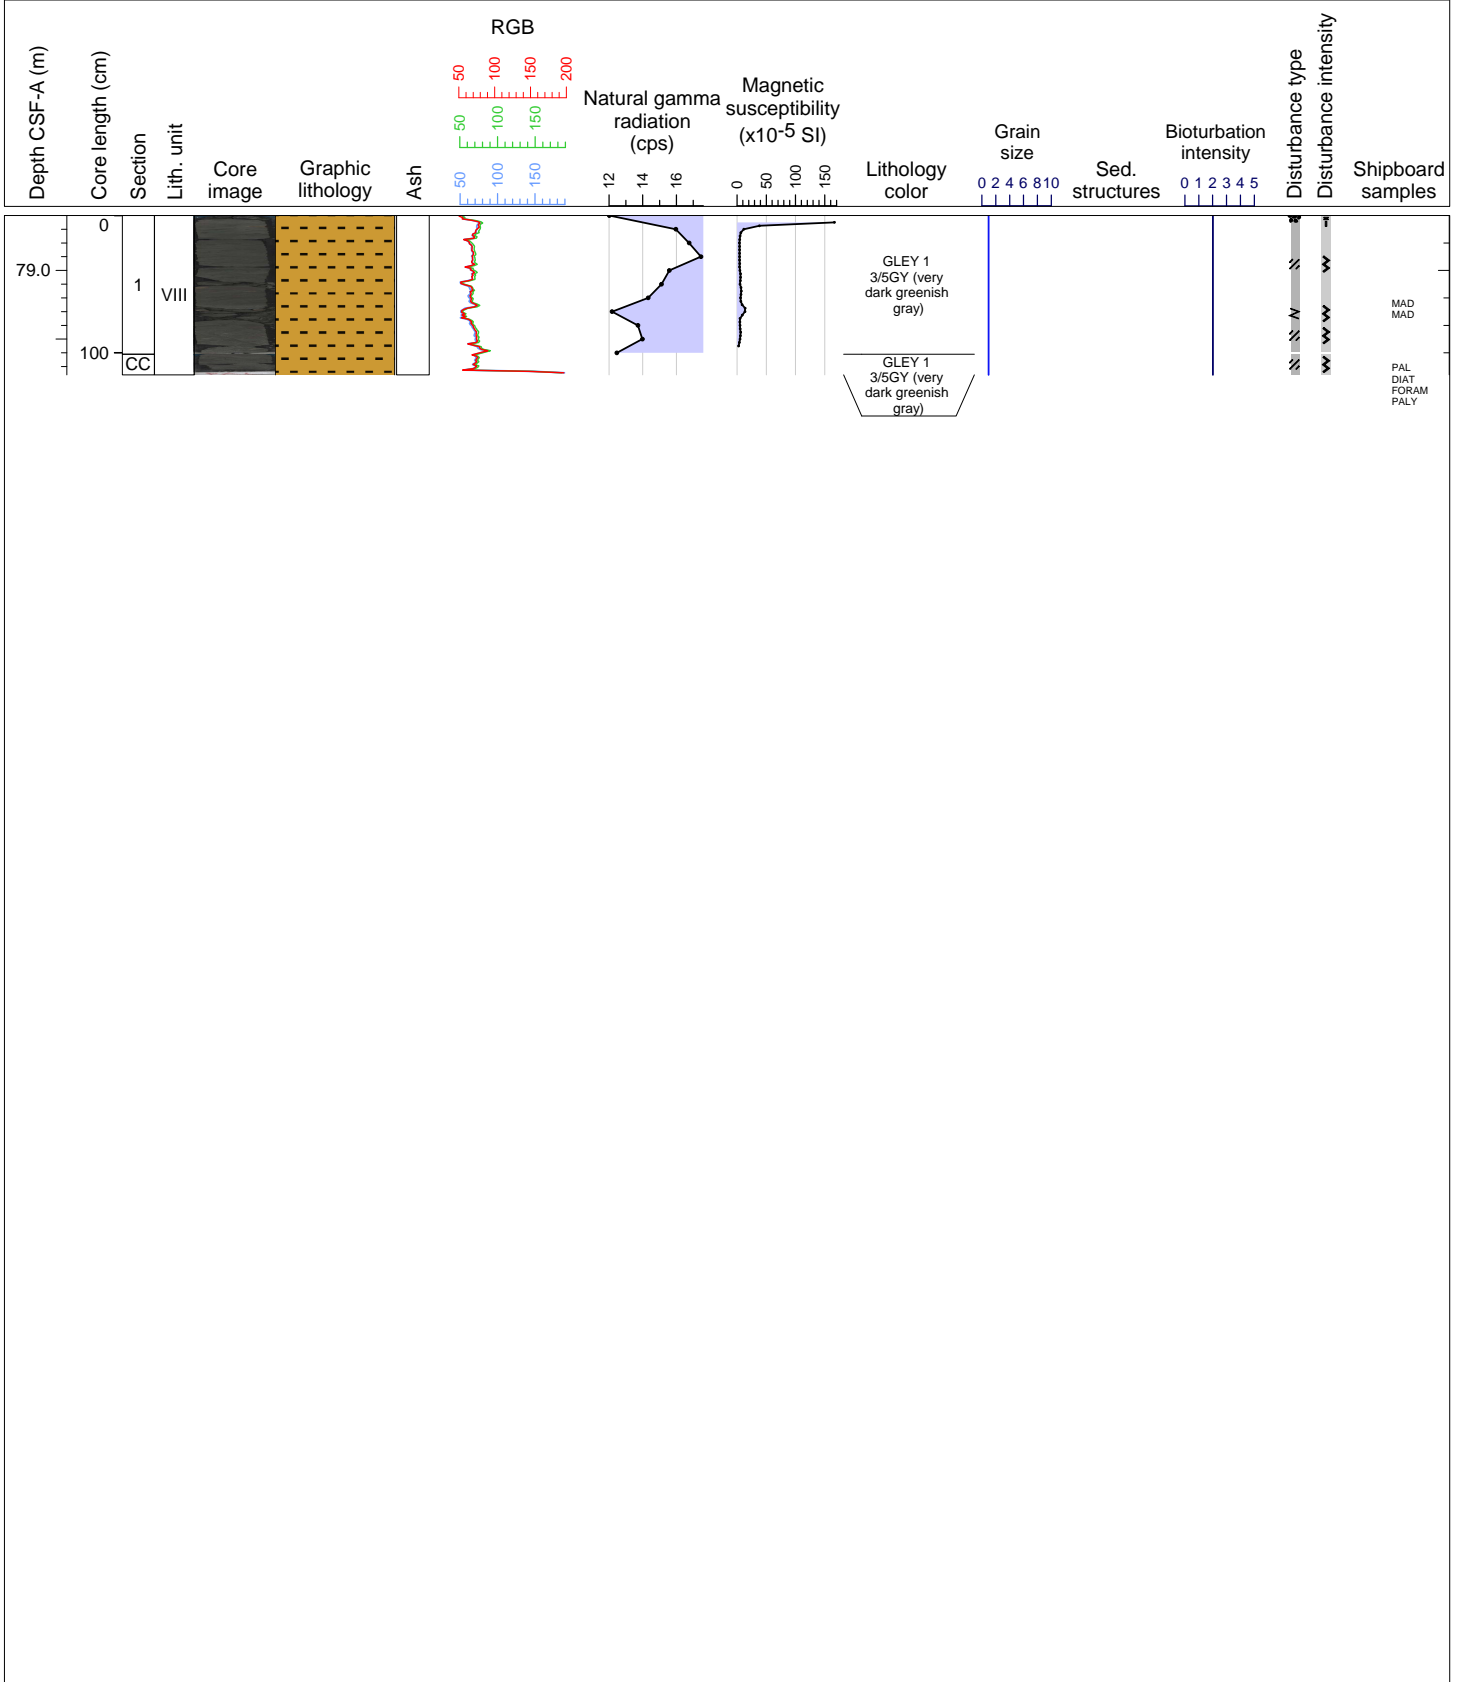 Depth CSF-A (m)
Core length (cm)
Section
Lith. unit
Core
image
Graphic
lithology
Ash
RGB
50 100 150 200
50 100 150
50 100 150
Natural gamma
radiation
(cps)
12 14 16
Magnetic
susceptibility
(x10-5 SI)
0 50 100 150
Lithology
color
Grain
size
0 2 4 6 8 10
Sed.
structures
Bioturbation
intensity
0 1 2 3 4 5
Disturbance type
Disturbance intensity
Shipboard
samples
0
79.0
100
1
CC
VIII
GLEY 1
3/5GY (very
dark greenish
gray)
GLEY 1
3/5GY (very
dark greenish
gray)
MAD
MAD
PAL
DIAT
FORAM
PALY